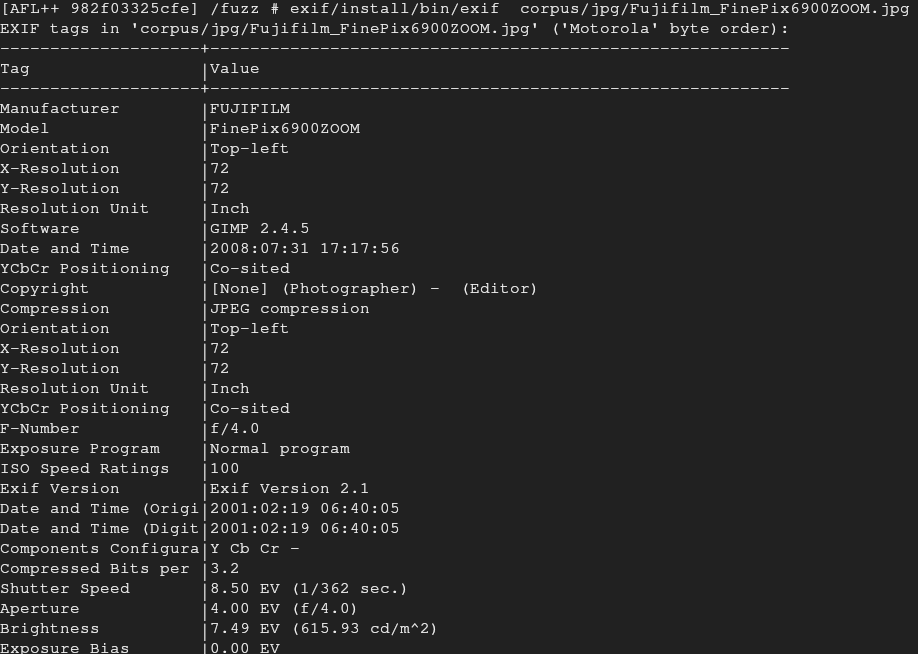 [AFL++ 982f03325cfe] /fuzz # exif/install/bin/exif  corpus/jpg/Fujifilm_FinePix6900ZOOM.jpg
EXIF tags in 'corpus/jpg/Fujifilm_FinePix6900ZOOM.jpg' ('Motorola' byte order):
--------------------+----------------------------------------------------------
Tag                 |Value
--------------------+----------------------------------------------------------
Manufacturer        |FUJIFILM
Model               |FinePix6900ZOOM
Orientation         |Top-left
X-Resolution        |72
Y-Resolution        |72
Resolution Unit     |Inch
Software            |GIMP 2.4.5
Date and Time       |2008:07:31 17:17:56
YCbCr Positioning   |Co-sited
Copyright           |[None] (Photographer) -  (Editor)
Compression         |JPEG compression
Orientation         |Top-left
X-Resolution        |72
Y-Resolution        |72
Resolution Unit     |Inch
YCbCr Positioning   |Co-sited
F-Number            |f/4.0
Exposure Program    |Normal program
ISO Speed Ratings   |100
Exif Version        |Exif Version 2.1
Date and Time (Origi|2001:02:19 06:40:05
Date and Time (Digit|2001:02:19 06:40:05
Components Configura|Y Cb Cr -
Compressed Bits per |3.2
Shutter Speed       |8.50 EV (1/362 sec.)
Aperture            |4.00 EV (f/4.0)
Brightness          |7.49 EV (615.93 cd/m^2)
Exposure Bias       |0.00 EV